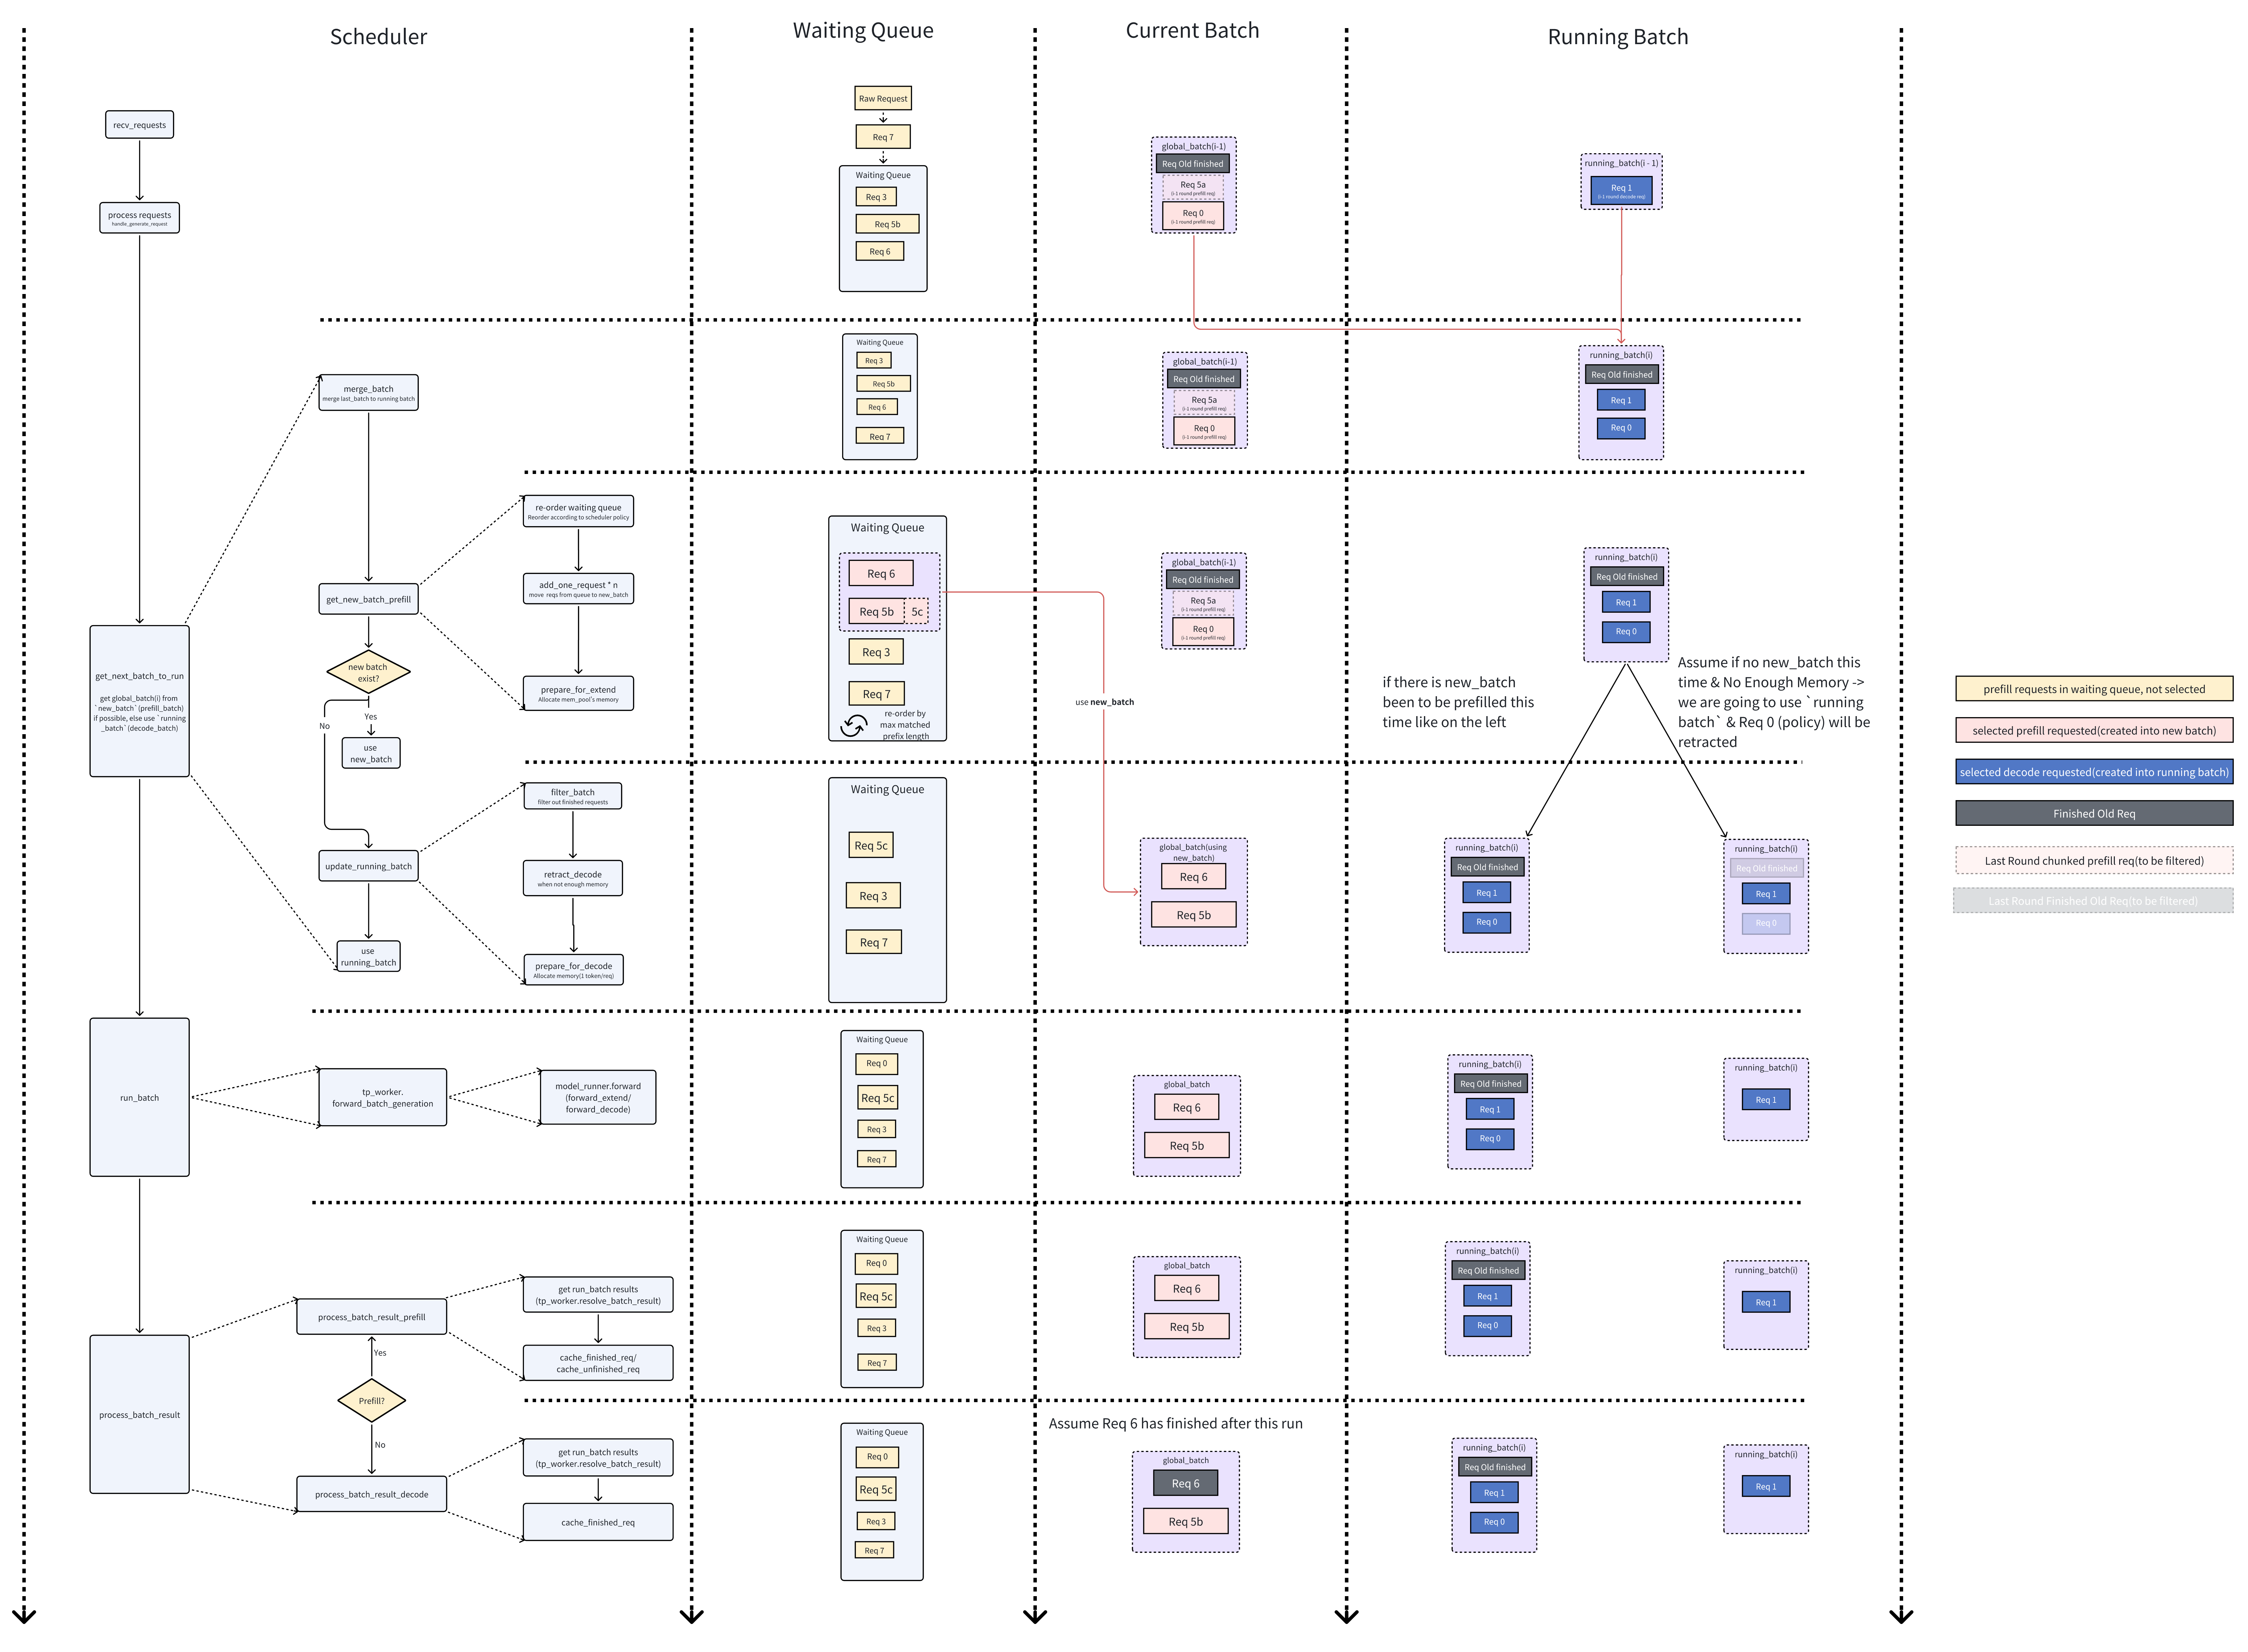 Scheduler
Waiting Queue
Current Batch
Running Batch
recv_requests
process requests
handle_generate_request
Raw Request
Req 7
Waiting Queue
Req 3
Req 5b
Req 6
global_batch(i-1)
Req Old finished
Req 5a
(i-1 round prefill req)
Req 0
(i-1 round prefill req)
running_batch(i - 1)
Req 1
(i-1 round decode req)
merge_batch
merge last_batch to running batch
Waiting Queue
Req 3
Req 5b
Req 6
Req 7
global_batch(i-1)
Req Old finished
Req 5a
(i-1 round prefill req)
Req 0
(i-1 round prefill req)
running_batch(i)
Req Old finished
Req 1
Req 0
get_next_batch_to_run
get global_batch(i) from
`new_batch`(prefill_batch)
if possible, else use `running
_batch`(decode_batch)
get_new_batch_prefill
new batch
exist?
No
Yes
use
new_batch
re-order waiting queue
Reorder according to scheduler policy
add_one_request * n
move reqs from queue to new_batch
prepare_for_extend
Allocate mem_pool's memory
Waiting Queue
Req 6
Req 5b
5c
Req 3
Req 7
re-order by
max matched
prefix length
global_batch(i-1)
Req Old finished
Req 5a
(i-1 round prefill req)
Req 0
(i-1 round prefill req)
use new_batch
running_batch(i)
Req Old finished
Req 1
Req 0
if there is new_batch
been to be prefilled this
time like on the left
Assume if no new_batch this
time & No Enough Memory ->
we are going to use `running
batch` & Req 0 (policy) will be
retracted
update_running_batch
use
running_batch
filter_batch
filter out finished requests
retract_decode
when not enough memory
prepare_for_decode
Allocate memory(1 token/req)
Waiting Queue
Req 5c
Req 3
Req 7
global_batch(using
new_batch)
Req 6
Req 5b
running_batch(i)
Req Old finished
Req 1
Req 0
running_batch(i)
Req Old finished
Req 1
Req 0
run_batch
tp_worker.
forward_batch_generation
model_runner.forward
(forward_extend/
forward_decode)
Waiting Queue
Req 0
Req 5c
Req 3
Req 7
global_batch
Req 6
Req 5b
running_batch(i)
Req Old finished
Req 1
Req 0
running_batch(i)
Req 1
process_batch_result
process_batch_result_prefill
Yes
Prefill?
No
process_batch_result_decode
get run_batch results
(tp_worker.resolve_batch_result)
cache_finished_req/
cache_unfinished_req
Waiting Queue
Req 0
Req 5c
Req 3
Req 7
global_batch
Req 6
Req 5b
running_batch(i)
Req Old finished
Req 1
Req 0
running_batch(i)
Req 1
get run_batch results
(tp_worker.resolve_batch_result)
cache_finished_req
Waiting Queue
Req 0
Req 5c
Req 3
Req 7
Assume Req 6 has finished after this run
global_batch
Req 6
Req 5b
running_batch(i)
Req Old finished
Req 1
Req 0
running_batch(i)
Req 1
prefill requests in waiting queue, not selected
selected prefill requested(created into new batch)
selected decode requested(created into running batch)
Finished Old Req
Last Round chunked prefill req(to be filtered)
Last Round Finished Old Req(to be filtered)